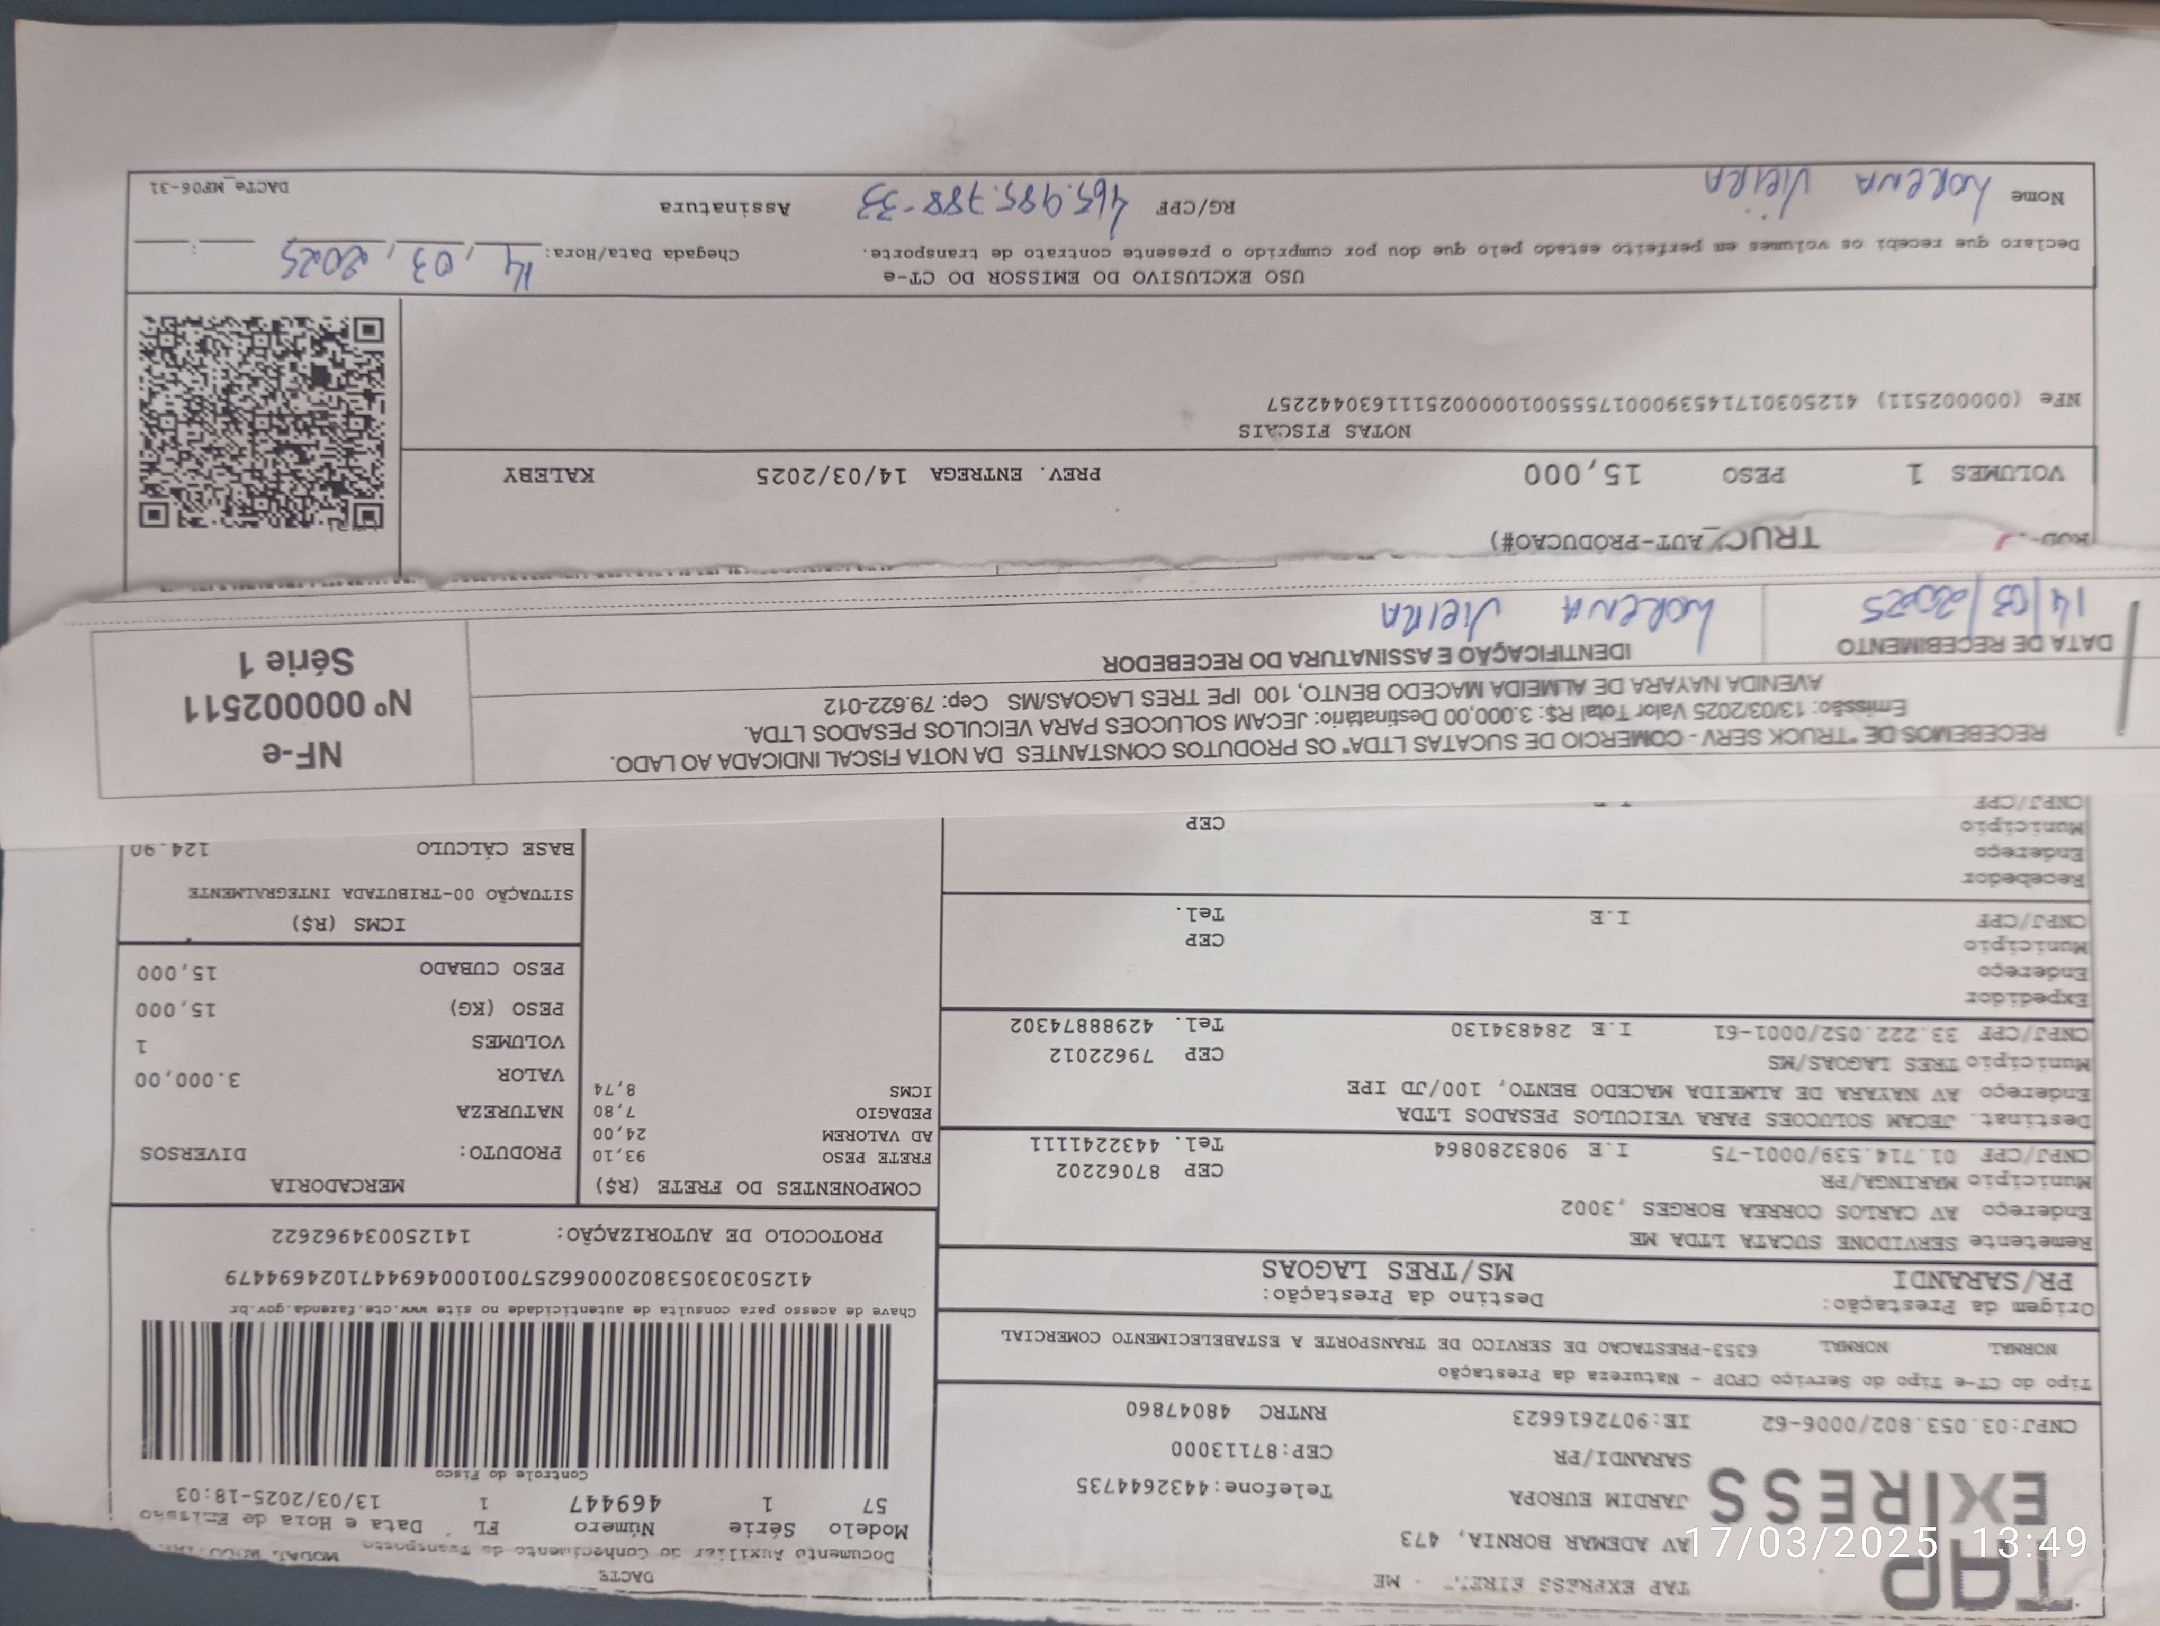 TAP
EXPRESS
TAP EXPRESS EIRELI - ME
AV ADEMAR BORNIA, 473
JARDIM EUROPA Telefone:4432644735
SARANDI/PR CEP:87113000
CNPJ:03.053.802/0006-62 IE:9072616623 RNTRC 48047860
Tipo do CT-e Tipo do Serviço CFOP - Natureza da Prestação
NORMAL NORMAL 6353-PRESTACAO DE SERVICO DE TRANSPORTE A ESTABELECIMENTO COMERCIAL
Origem da Prestação: Destino da Prestação:
PR/SARANDI MS/TRES LAGOAS
Remetente SERVIDONE SUCATA LTDA ME
Endereço AV CARLOS CORREA BORGES ,3002
Município MARINGA/PR CEP 87062202
CNPJ/CPF 01.714.539/0001-75 I.E 9083280864 Tel. 4432241111
Destinat. JECAM SOLUCOES PARA VEICULOS PESADOS LTDA
Endereço AV NAYARA DE ALMEIDA MACEDO BENTO, 100/JD IPE
Município TRES LAGOAS/MS CEP 79622012
CNPJ/CPF 33.222.052/0001-61 I.E 284834130 Tel. 42988874302
Expedidor
Endereço
Município CEP
CNPJ/CPF I.E Tel.
Recebedor
Endereço
Município CEP
CNPJ/CPF I.E
DACTE
Documento Auxiliar do Conhecimento de Transporte
Modelo Série Número FL Data e Hora de Emissão
57 1 469447 1 13/03/2025-18:03
Controle do Fisco
Chave de acesso para consulta de autenticidade no site www.cte.fazenda.gov.br
41250303053802000662570010004694471024694479
PROTOCOLO DE AUTORIZAÇÃO: 141250034962622
COMPONENTES DO FRETE (R$)
FRETE PESO 93,10
AD VALOREM 24,00
PEDAGIO 7,80
ICMS 8,74
MERCADORIA
PRODUTO: DIVERSOS
NATUREZA
VALOR 3.000,00
VOLUMES 1
PESO (KG) 15,000
PESO CUBADO 15,000
ICMS (R$)
SITUAÇÃO 00-TRIBUTADA INTEGRALMENTE
BASE CÁLCULO 124.90
RECEBEMOS DE "TRUCK SERV - COMERCIO DE SUCATAS LTDA" OS PRODUTOS CONSTANTES DA NOTA FISCAL INDICADA AO LADO.
Emissão: 13/03/2025 Valor Total R$: 3.000,00 Destinatário: JECAM SOLUCOES PARA VEICULOS PESADOS LTDA.
AVENIDA NAYARA DE ALMEIDA MACEDO BENTO, 100 IPE TRES LAGOAS/MS Cep: 79.622-012
DATA DE RECEBIMENTO IDENTIFICAÇÃO E ASSINATURA DO RECEBEDOR
14/03/2025 LORENA VIEIRA
NF-e
Nº 000002511
Série 1
TRUC AUT-PRODUCAO#)
VOLUMES 1 PESO 15,000 PREV. ENTREGA 14/03/2025 KALEBY
NOTAS FISCAIS
NFe (000002511) 412503017145390001755500100000251111630442257
USO EXCLUSIVO DO EMISSOR DO CT-e
Declaro que recebi os volumes em perfeito estado pelo que dou por cumprido o presente contrato de transporte. Chegada Data/Hora: 14/03/2025 __:__
Nome LORENA VIEIRA RG/CPF 465.985.788-33 Assinatura
DACTe_MF06-31
17/03/2025 13:49